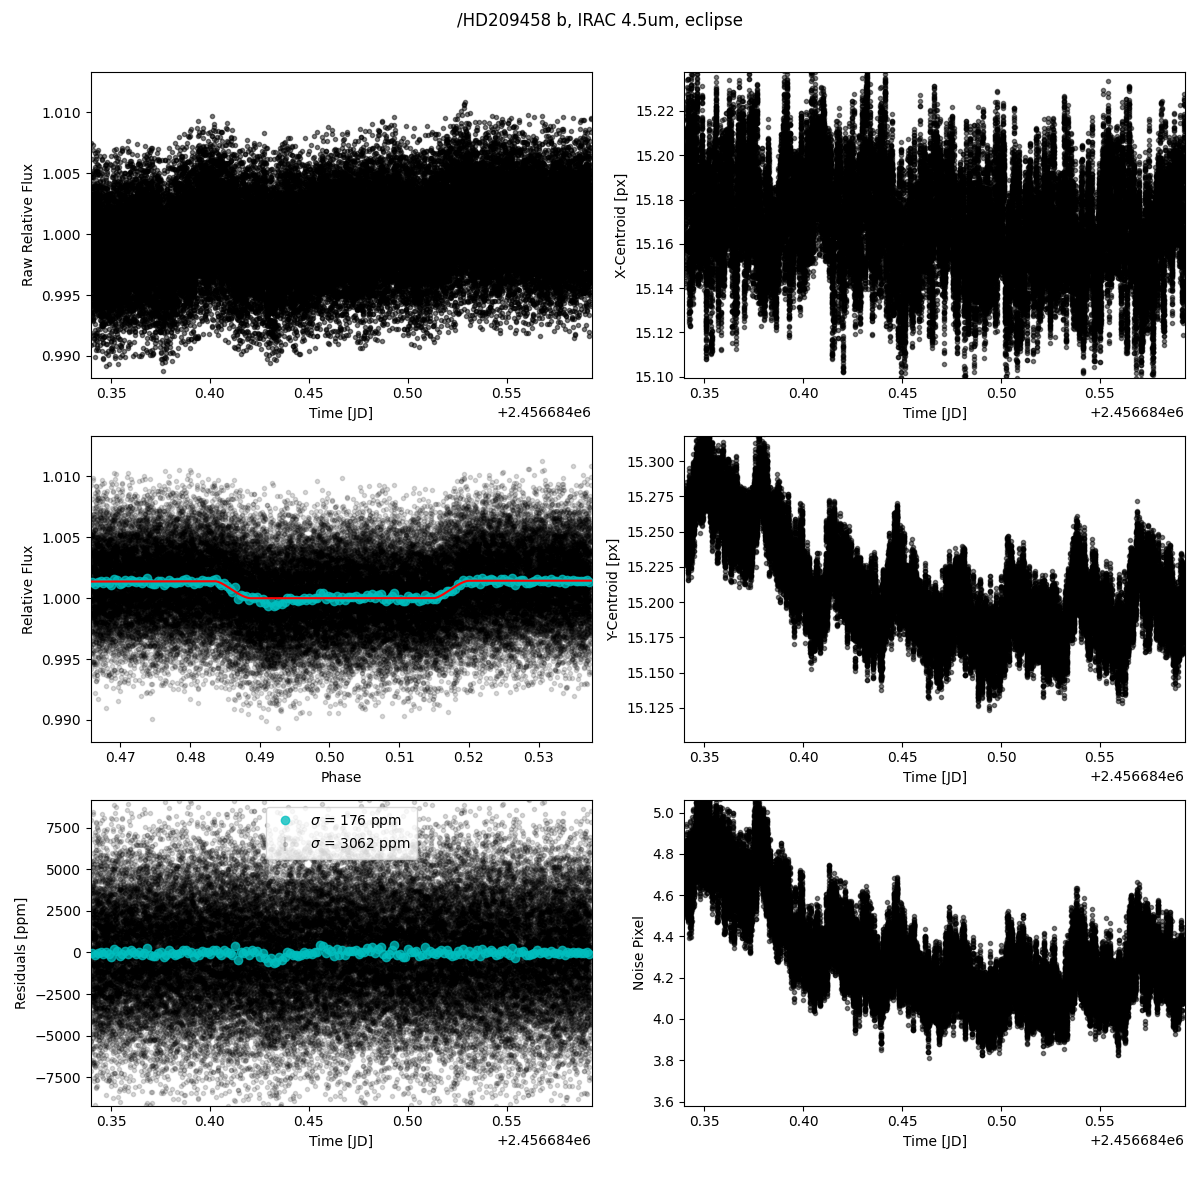 /HD209458 b, IRAC 4.5um, eclipse
1.010
1.005
1.000
0.995
0.990
Raw Relative Flux
0.35 0.40 0.45 0.50 0.55
Time [JD]
+2.456684e6
15.22
15.20
15.18
15.16
15.14
15.12
15.10
X-Centroid [px]
0.35 0.40 0.45 0.50 0.55
Time [JD]
+2.456684e6
1.010
1.005
1.000
0.995
0.990
Relative Flux
0.47 0.48 0.49 0.50 0.51 0.52 0.53
Phase
15.300
15.275
15.250
15.225
15.200
15.175
15.150
15.125
Y-Centroid [px]
0.35 0.40 0.45 0.50 0.55
Time [JD]
+2.456684e6
7500
5000
2500
0
−2500
−5000
−7500
Residuals [ppm]
σ = 176 ppm
σ = 3062 ppm
0.35 0.40 0.45 0.50 0.55
Time [JD]
+2.456684e6
5.0
4.8
4.6
4.4
4.2
4.0
3.8
3.6
Noise Pixel
0.35 0.40 0.45 0.50 0.55
Time [JD]
+2.456684e6